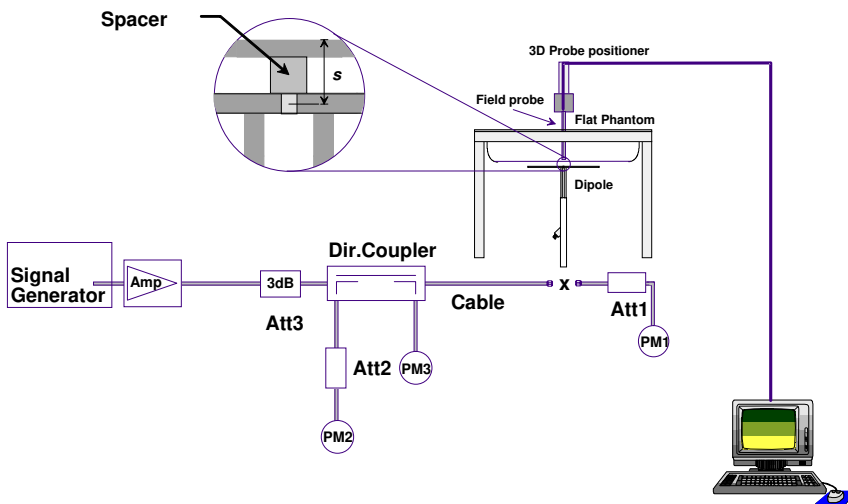 Spacer
s
3D Probe positioner
Field probe
Flat Phantom
Dipole
Dir.Coupler
Signal
Generator
Amp
3dB
Att3
Cable
x
Att1
PM1
Att2
PM3
PM2